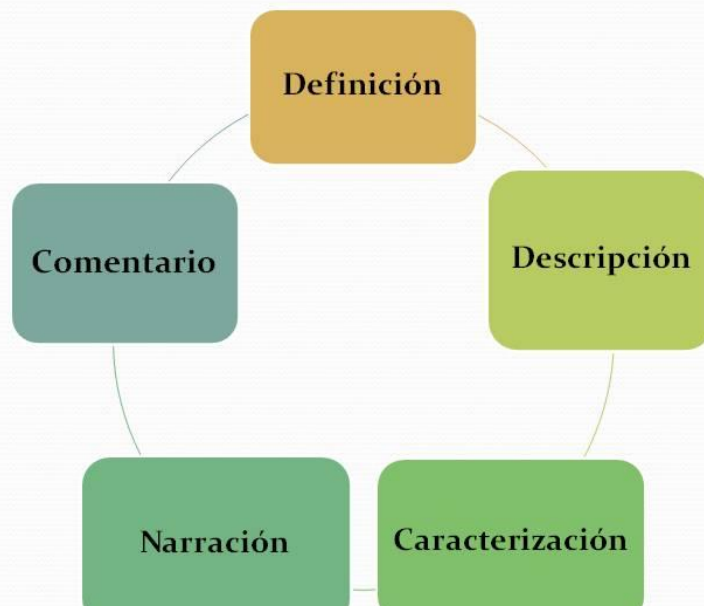 Definición
Descripción
Caracterización
Narración
Comentario